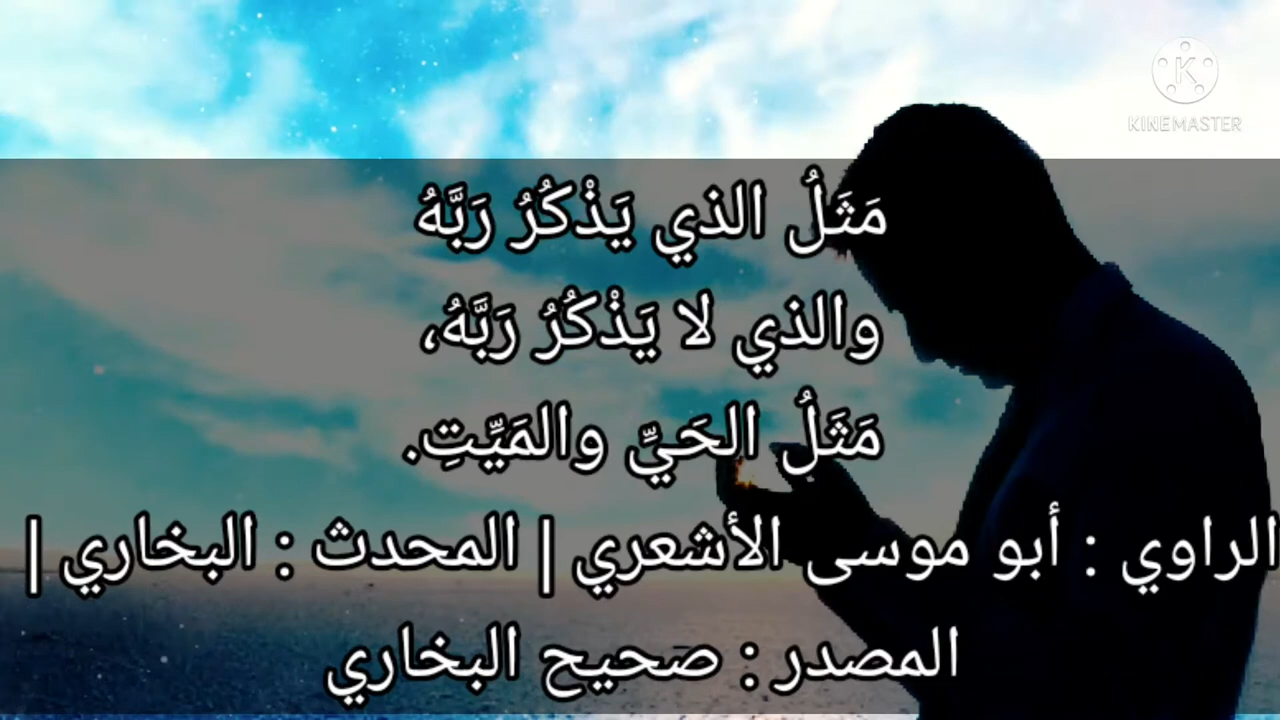 KINEMASTER
مَثَلُ الذي يَذْكُرُ رَبَّهُ
والذي لا يَذْكُرُ رَبَّهُ،
مَثَلُ الحَيِّ والمَيِّتِ.
الراوي : أبو موسى الأشعري | المحدث : البخاري |
المصدر : صحيح البخاري